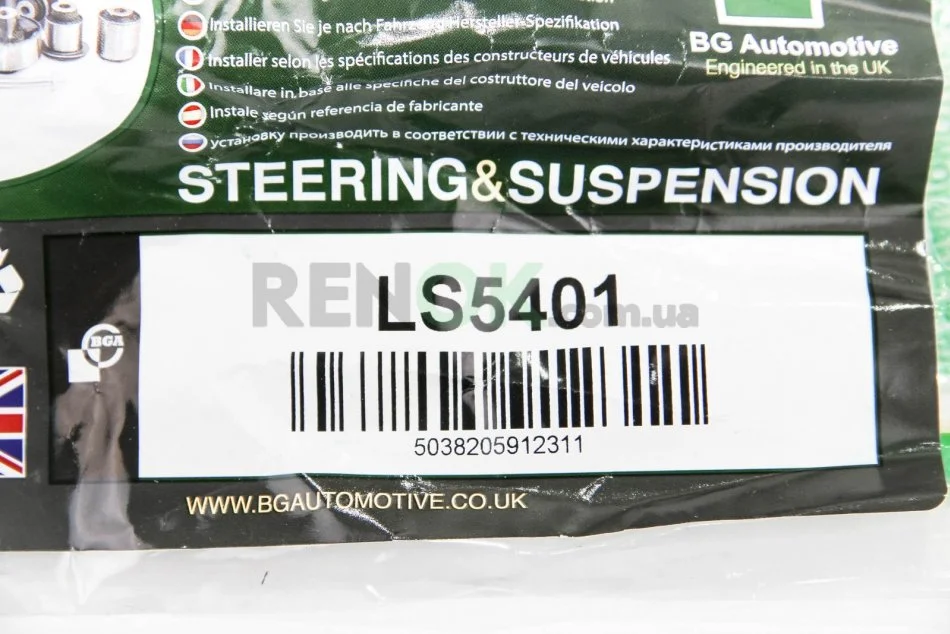 Installieren Sie je nach Fahrzeug Hersteller-Spezifikation
Installer selon les spécifications des constructeurs de véhicules
Installare in base alle specifiche del costruttore del veicolo
Instale según referencia de fabricante
установку производить в соответствии с техническими характеристиками производителя
BG Automotive
Engineered in the UK
STEERING&SUSPENSION
RENOK.com.ua
LS5401
BGA
5038205912311
WWW.BGAUTOMOTIVE.CO.UK